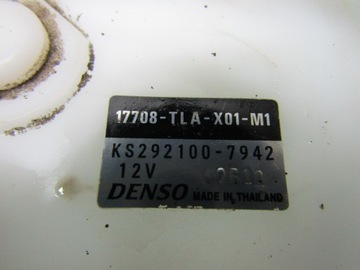 17708-TLA-X01-M1
KS292100-7942
12V
DENSO MADE IN THAILAND